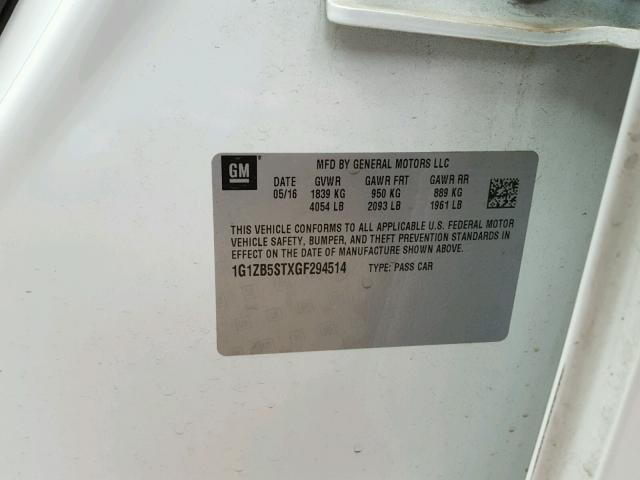 GM
MFD BY GENERAL MOTORS LLC
DATE GVWR GAWR FRT GAWR RR
05/16 1839 KG 950 KG 889 KG
4054 LB 2093 LB 1961 LB
THIS VEHICLE CONFORMS TO ALL APPLICABLE U.S. FEDERAL MOTOR
VEHICLE SAFETY, BUMPER, AND THEFT PREVENTION STANDARDS IN
EFFECT ON THE DATE OF MANUFACTURE SHOWN ABOVE.
1G1ZB5STXGF294514 TYPE: PASS CAR